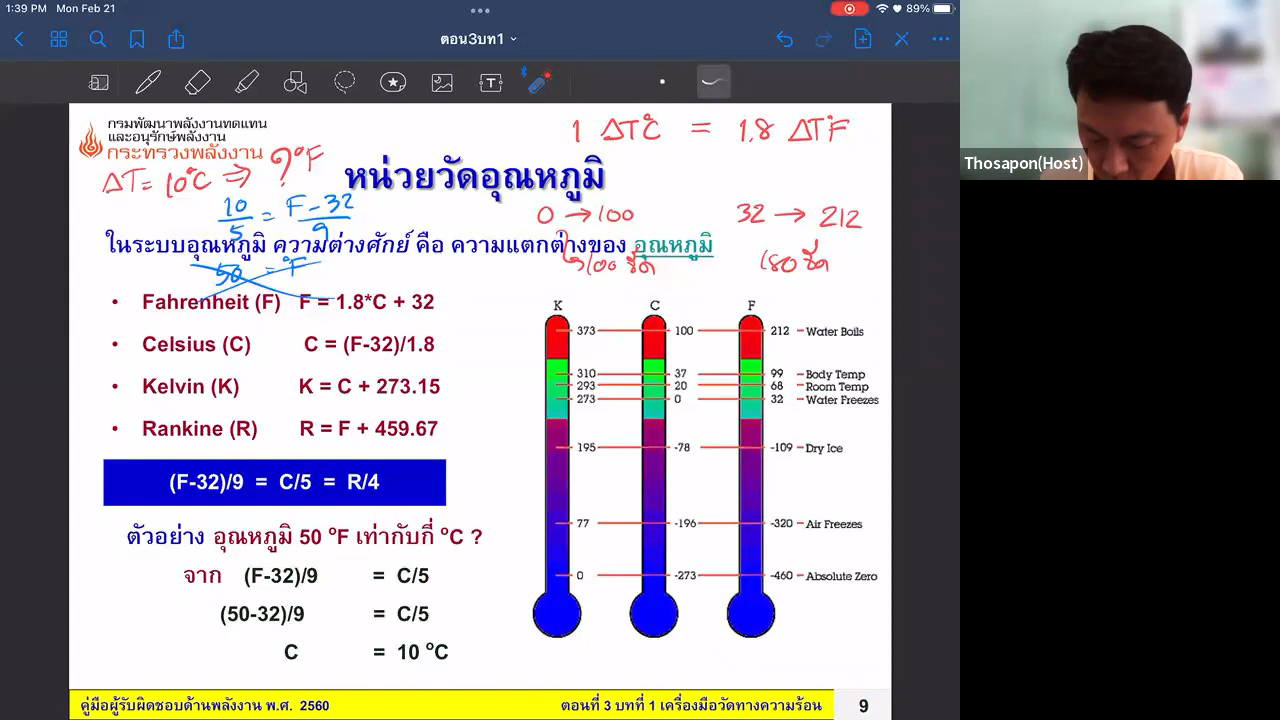 1:39 PM Mon Feb 21
89%
ตอน3บท1
Thosapon(Host)
กรมพัฒนาพลังงานทดแทน
และอนุรักษ์พลังงาน
กระทรวงพลังงาน
1 ΔT°C = 1.8 ΔT°F
ΔT = 10°C ⇒ ? °F
หน่วยวัดอุณหภูมิ
10/5 = F-32/9
0 → 100
32 → 212
ในระบบอุณหภูมิ ความต่างศักย์ คือ ความแตกต่างของ อุณหภูมิ
50 = °F
100 ขีด
180 ขีด
• Fahrenheit (F) F = 1.8*C + 32
• Celsius (C) C = (F-32)/1.8
• Kelvin (K) K = C + 273.15
• Rankine (R) R = F + 459.67
(F-32)/9 = C/5 = R/4
ตัวอย่าง อุณหภูมิ 50 ºF เท่ากับกี่ ºC ?
จาก (F-32)/9 = C/5
(50-32)/9 = C/5
C = 10 ºC
K C F
373 100 212 Water Boils
310 37 99 Body Temp
293 20 68 Room Temp
273 0 32 Water Freezes
195 -78 -109 Dry Ice
77 -196 -320 Air Freezes
0 -273 -460 Absolute Zero
คู่มือผู้รับผิดชอบด้านพลังงาน พ.ศ. 2560
ตอนที่ 3 บทที่ 1 เครื่องมือวัดทางความร้อน
9